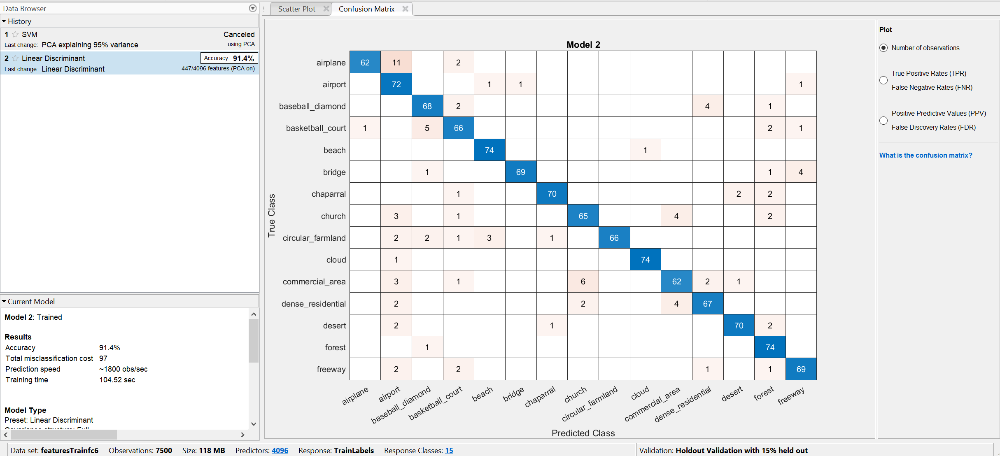 Data Browser
History
1 SVM Canceled
Last change: PCA explaining 95% variance using PCA
2 Linear Discriminant Accuracy: 91.4%
Last change: Linear Discriminant 447/4096 features (PCA on)
Current Model
Model 2: Trained
Results
Accuracy 91.4%
Total misclassification cost 97
Prediction speed ~1800 obs/sec
Training time 104.52 sec
Model Type
Preset: Linear Discriminant
Covariance structure: Full
Scatter Plot Confusion Matrix
Model 2
True Class
airplane 62 11 2
airport 72 1 1 1
baseball_diamond 68 2 4 1
basketball_court 1 5 66 2 1
beach 74 1
bridge 1 69 1 4
chaparral 1 70 2 2
church 3 1 65 4 2
circular_farmland 2 2 1 3 1 66
cloud 1 74
commercial_area 3 1 6 62 2 1
dense_residential 2 2 4 67
desert 2 1 70 2
forest 1 74
freeway 2 2 1 1 69
airplane airport baseball_diamond basketball_court beach bridge chaparral church circular_farmland cloud commercial_area dense_residential desert forest freeway
Predicted Class
Plot
Number of observations
True Positive Rates (TPR)
False Negative Rates (FNR)
Positive Predictive Values (PPV)
False Discovery Rates (FDR)
What is the confusion matrix?
Data set: featuresTrainfc6 Observations: 7500 Size: 118 MB Predictors: 4096 Response: TrainLabels Response Classes: 15
Validation: Holdout Validation with 15% held out